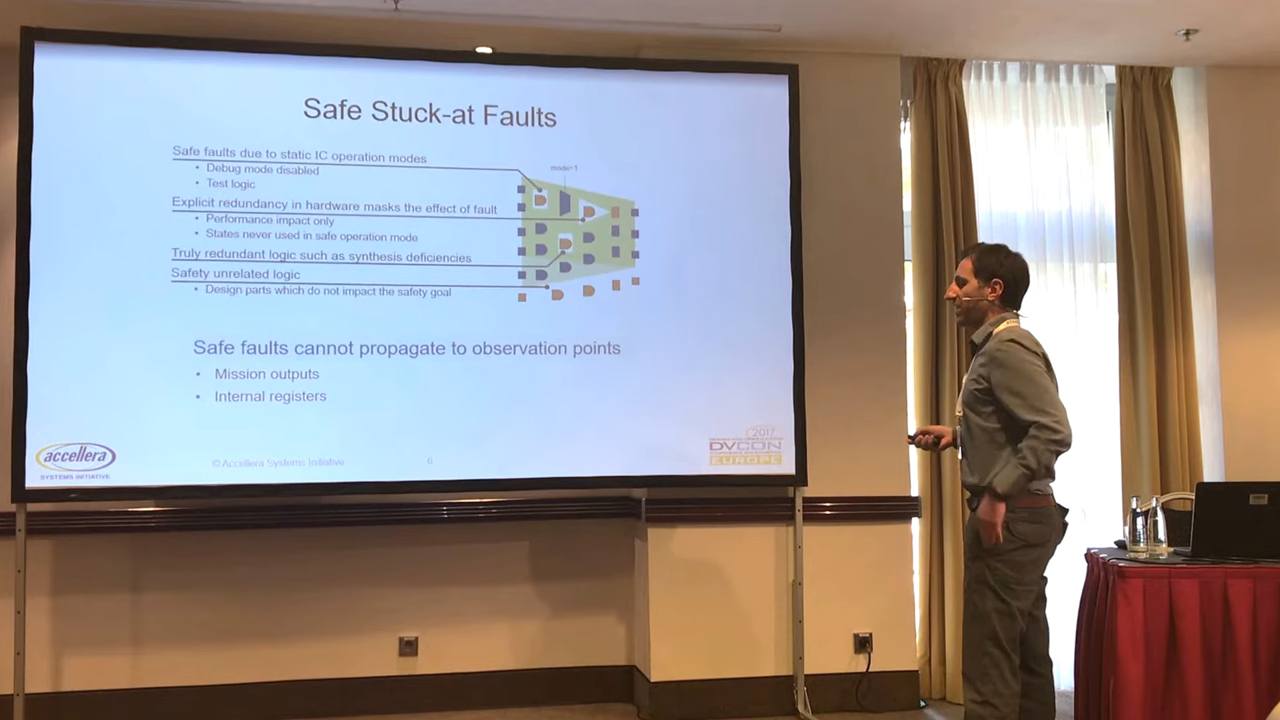 Safe Stuck-at Faults
Safe faults due to static IC operation modes
• Debug mode disabled
• Test logic
mode=1
Explicit redundancy in hardware masks the effect of fault
• Performance impact only
• States never used in safe operation mode
Truly redundant logic such as synthesis deficiencies
Safety unrelated logic
• Design parts which do not impact the safety goal
Safe faults cannot propagate to observation points
• Mission outputs
• Internal registers
accellera
SYSTEMS INITIATIVE
© Accellera Systems Initiative
6
2017
DVCON
EUROPE